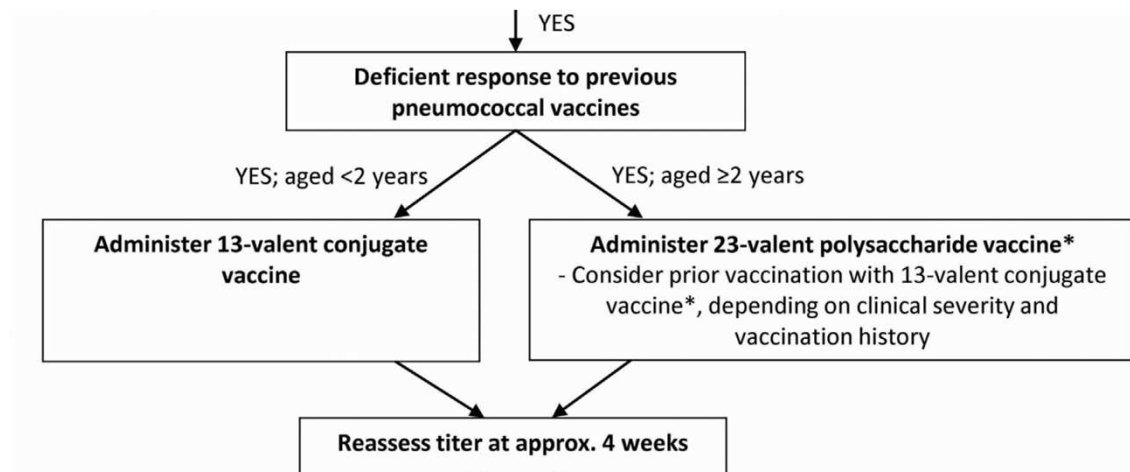 YES
Deficient response to previous
pneumococcal vaccines
YES; aged <2 years
YES; aged ≥2 years
Administer 13-valent conjugate
vaccine
Administer 23-valent polysaccharide vaccine*
- Consider prior vaccination with 13-valent conjugate
vaccine*, depending on clinical severity and
vaccination history
Reassess titer at approx. 4 weeks